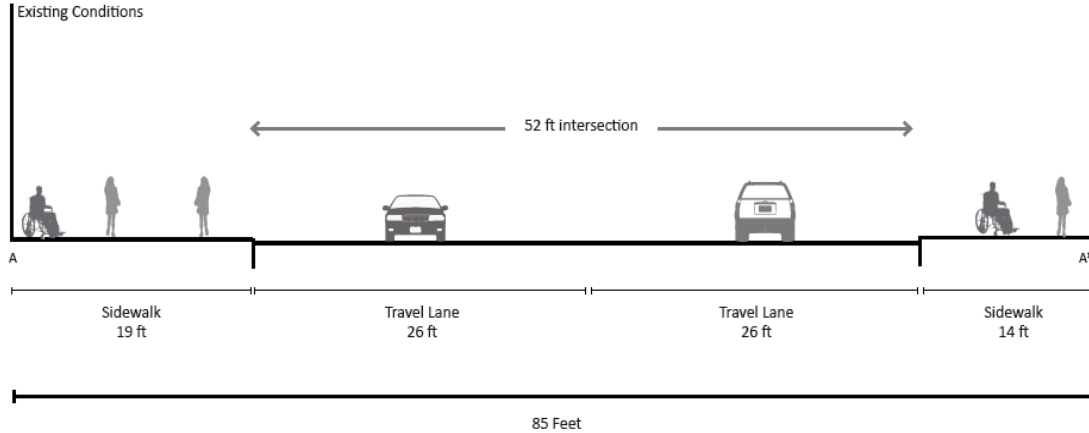 Existing Conditions
52 ft intersection
A
A'
Sidewalk
19 ft
Travel Lane
26 ft
Travel Lane
26 ft
Sidewalk
14 ft
85 Feet